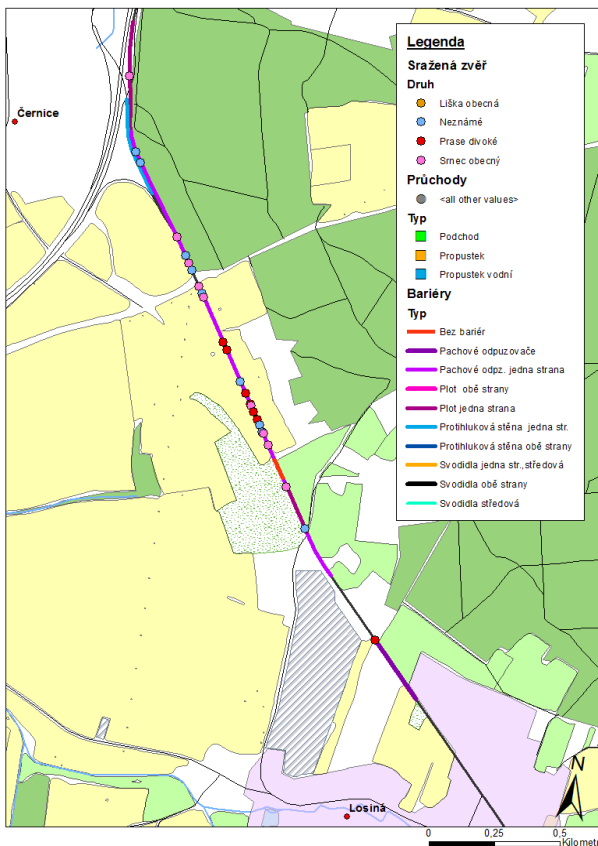 Legenda
Sražená zvěř
Druh
Liška obecná
Neznámé
Prase divoké
Srnec obecný
Průchody
<all other values>
Typ
Podchod
Propustek
Propustek vodní
Bariéry
Typ
Bez bariér
Pachové odpuzovače
Pachové odpz. jedna strana
Plot obě strany
Plot jedna strana
Protihluková stěna jedna str.
Protihluková stěna obě strany
Svodidla jedna str.,středová
Svodidla obě strany
Svodidla středová
Černice
N
Losiná
0 0,25 0,5
Kilometr